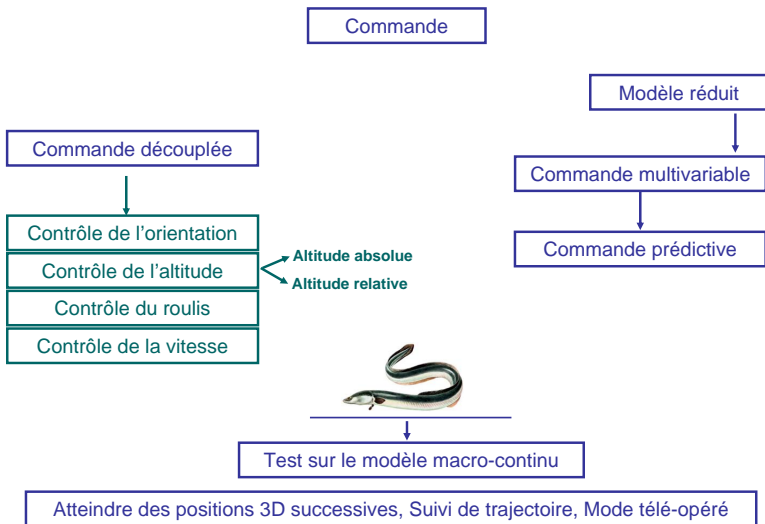 Commande
Modèle réduit
Commande découplée
Commande multivariable
Contrôle de l'orientation
Commande prédictive
Contrôle de l'altitude
Altitude absolue
Altitude relative
Contrôle du roulis
Contrôle de la vitesse
Test sur le modèle macro-continu
Atteindre des positions 3D successives, Suivi de trajectoire, Mode télé-opéré